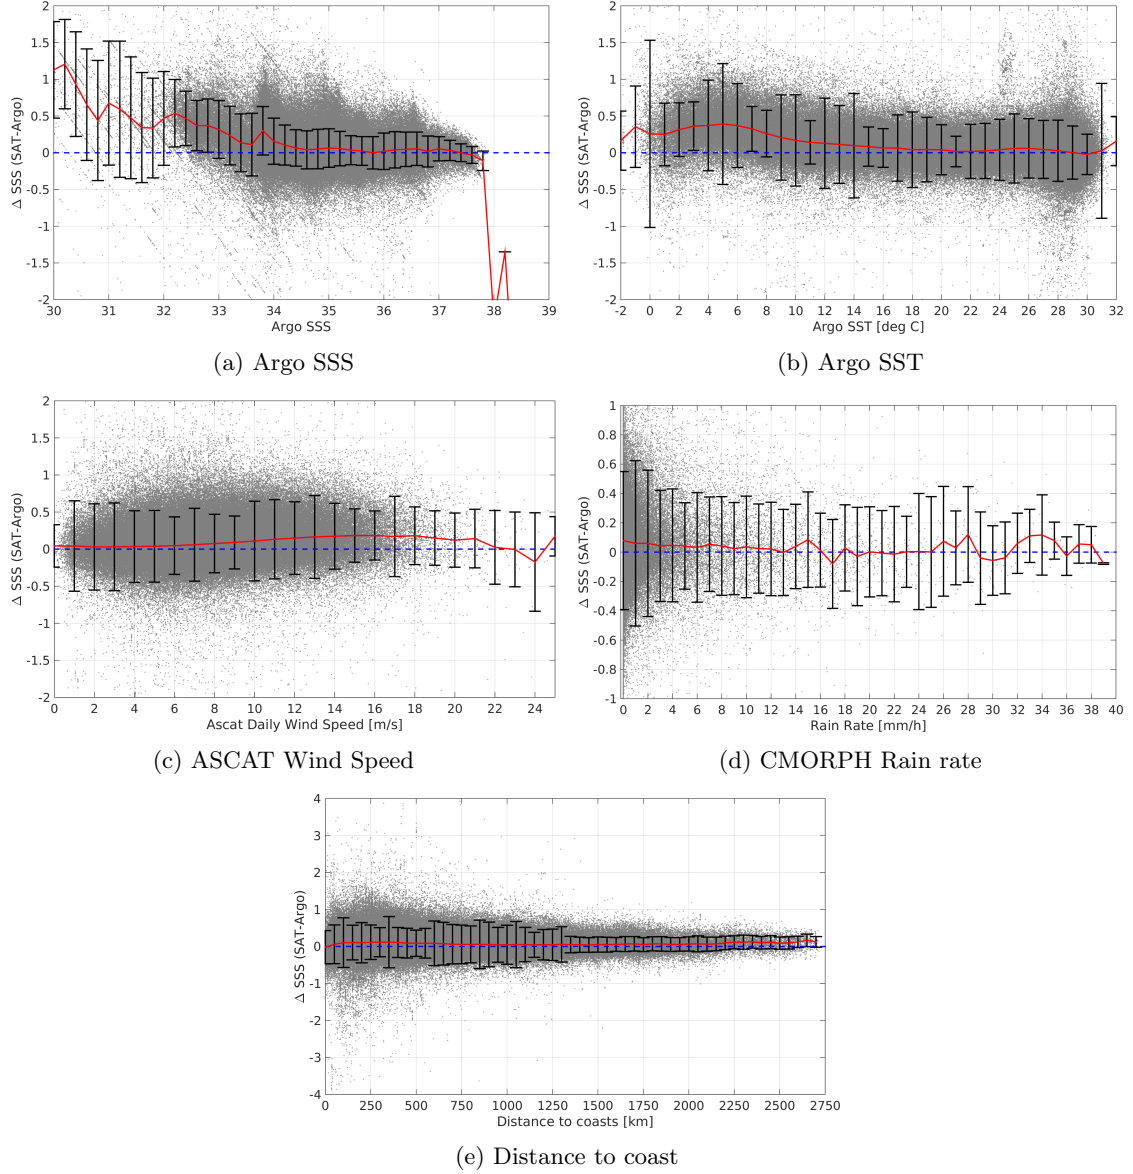 2
1.5
1
0.5
0
-0.5
-1
-1.5
-2
Δ SSS (SAT-Argo)
30 31 32 33 34 35 36 37 38 39
Argo SSS
(a) Argo SSS
2
1.5
1
0.5
0
-0.5
-1
-1.5
-2
Δ SSS (SAT-Argo)
-2 0 2 4 6 8 10 12 14 16 18 20 22 24 26 28 30 32
Argo SST [deg C]
(b) Argo SST
2
1.5
1
0.5
0
-0.5
-1
-1.5
-2
Δ SSS (SAT-Argo)
0 2 4 6 8 10 12 14 16 18 20 22 24
Ascat Daily Wind Speed [m/s]
(c) ASCAT Wind Speed
1
0.8
0.6
0.4
0.2
0
-0.2
-0.4
-0.6
-0.8
-1
Δ SSS (SAT-Argo)
0 2 4 6 8 10 12 14 16 18 20 22 24 26 28 30 32 34 36 38 40
Rain Rate [mm/h]
(d) CMORPH Rain rate
4
3
2
1
0
-1
-2
-3
-4
Δ SSS (SAT-Argo)
0 250 500 750 1000 1250 1500 1750 2000 2250 2500 2750
Distance to coasts [km]
(e) Distance to coast